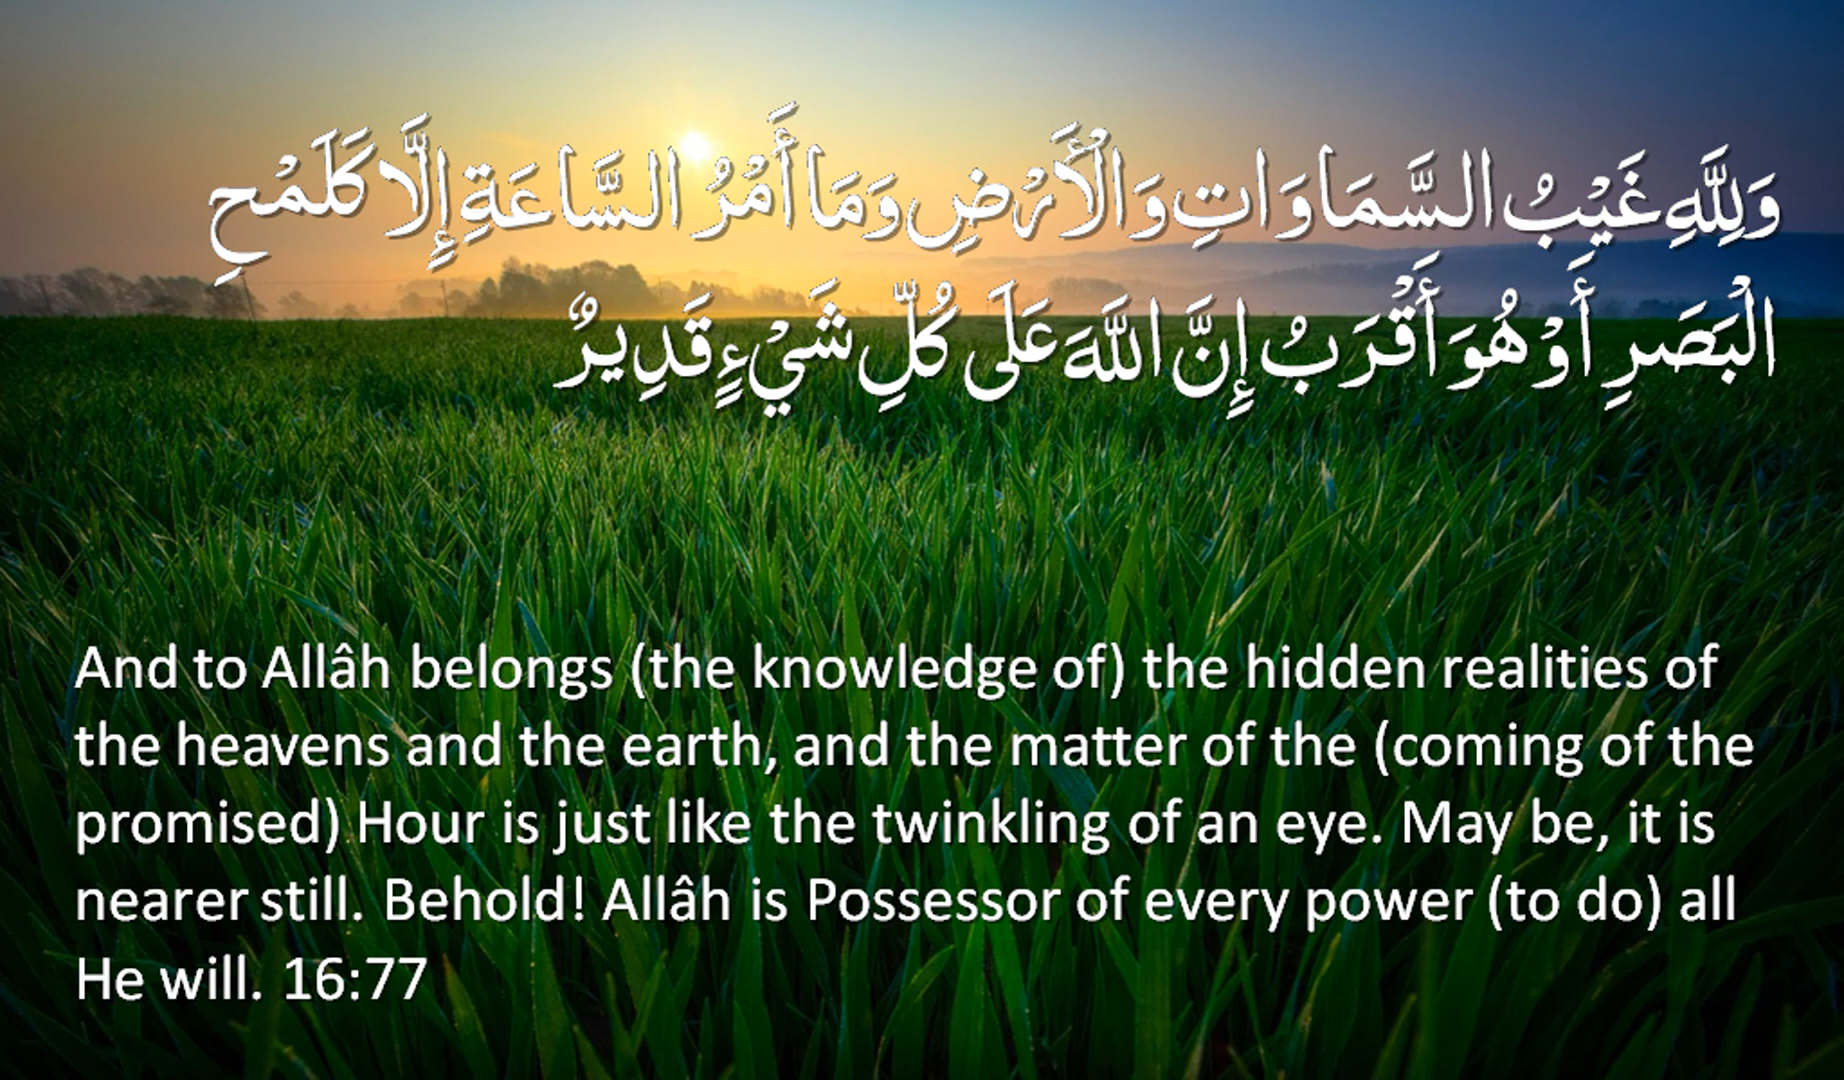 وَلِلَّهِ غَيْبُ السَّمَاوَاتِ وَالْأَرْضِ وَمَا أَمْرُ السَّاعَةِ إِلَّا كَلَمْحِ
الْبَصَرِ أَوْ هُوَ أَقْرَبُ إِنَّ اللَّهَ عَلَى كُلِّ شَيْءٍ قَدِيرٌ
And to Allâh belongs (the knowledge of) the hidden realities of
the heavens and the earth, and the matter of the (coming of the
promised) Hour is just like the twinkling of an eye. May be, it is
nearer still. Behold! Allâh is Possessor of every power (to do) all
He will. 16:77